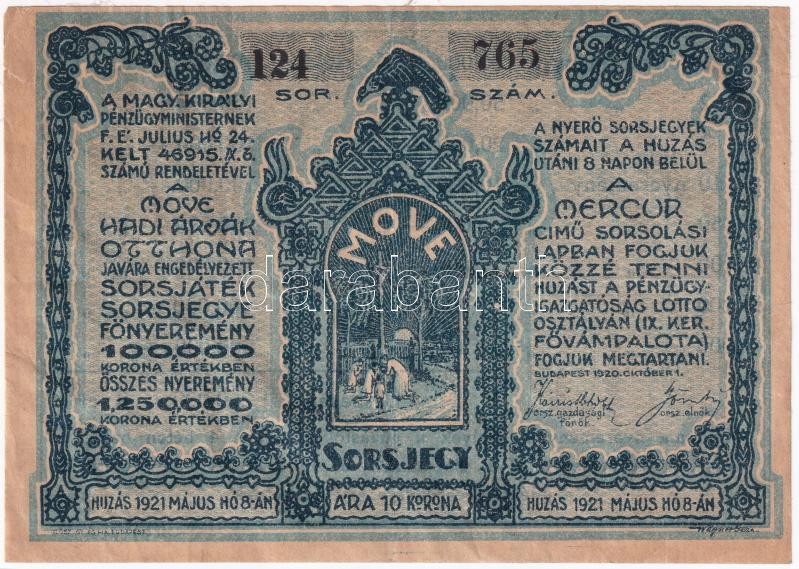 124
765
SOR.
SZÁM.
A MAGY. KIRÁLYI
PÉNZÜGYMINISTERNEK
F. É. JULIUS HÓ 24.
KELT 46915. IX. ő.
SZÁMÚ RENDELETÉVEL
A
MOVE
HADI ÁRVÁK
OTTHONA
JAVÁRA ENGEDÉLYEZETT
SORSJÁTÉK
SORSJEGYE
FŐNYEREMÉNY
100,000
KORONA ÉRTÉKBEN
ÖSSZES NYEREMÉNY
1,250,000
KORONA ÉRTÉKBEN
MOVE
SORSJEGY
A NYERŐ SORSJEGYEK
SZÁMAIT A HUZÁS
UTÁNI 8 NAPON BELÜL
A
MERCUR
CIMŰ SORSOLÁSI
LAPBAN FOGJUK
KÖZZÉ TENNI
HUZÁST A PÉNZÜGY-
IGAZGATÓSÁG LOTTO
OSZTÁLYÁN (IX. KER.
FŐVÁMPALOTA)
FOGJUK MEGTARTANI.
BUDAPEST 1920. OKTÓBER 1.
orsz. gazdasági
főnök.
orsz. elnök.
HUZÁS 1921 MÁJUS HÓ 8-ÁN
ÁRA 10 KORONA
HUZÁS 1921 MÁJUS HÓ 8-ÁN
darabanth